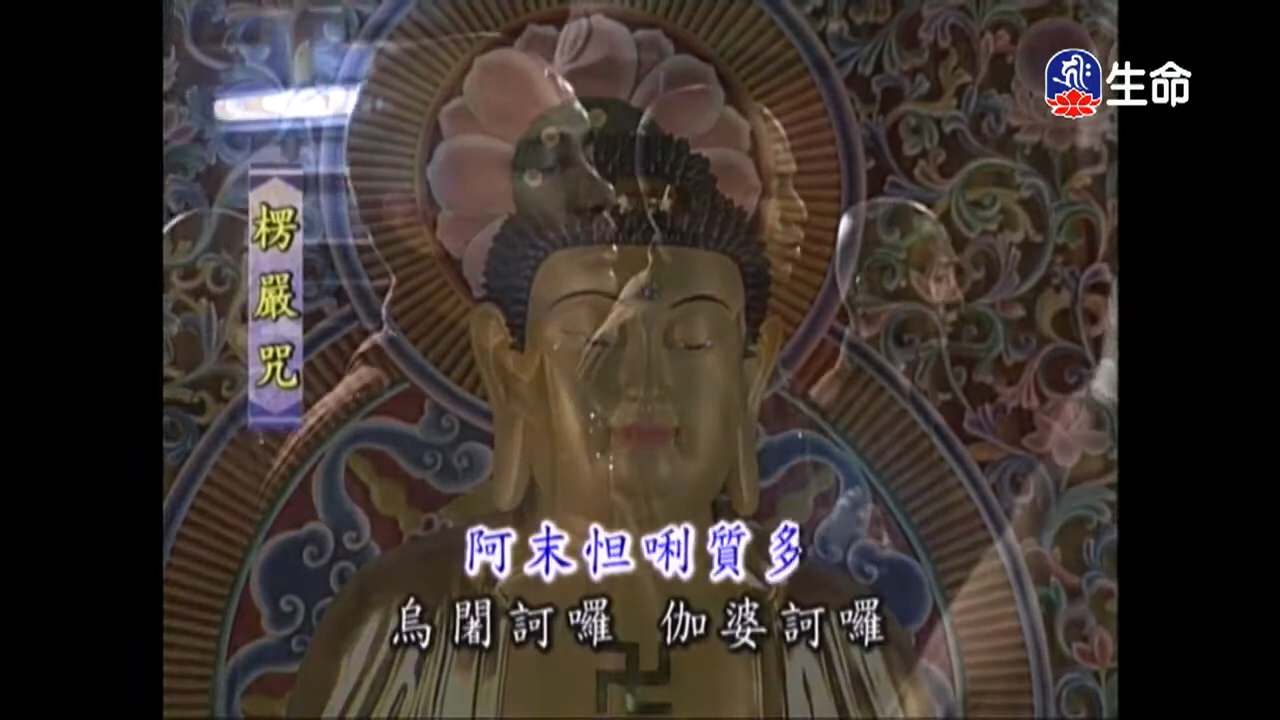 生命
楞嚴咒
阿末怛唎質多
烏闍訶囉 伽婆訶囉